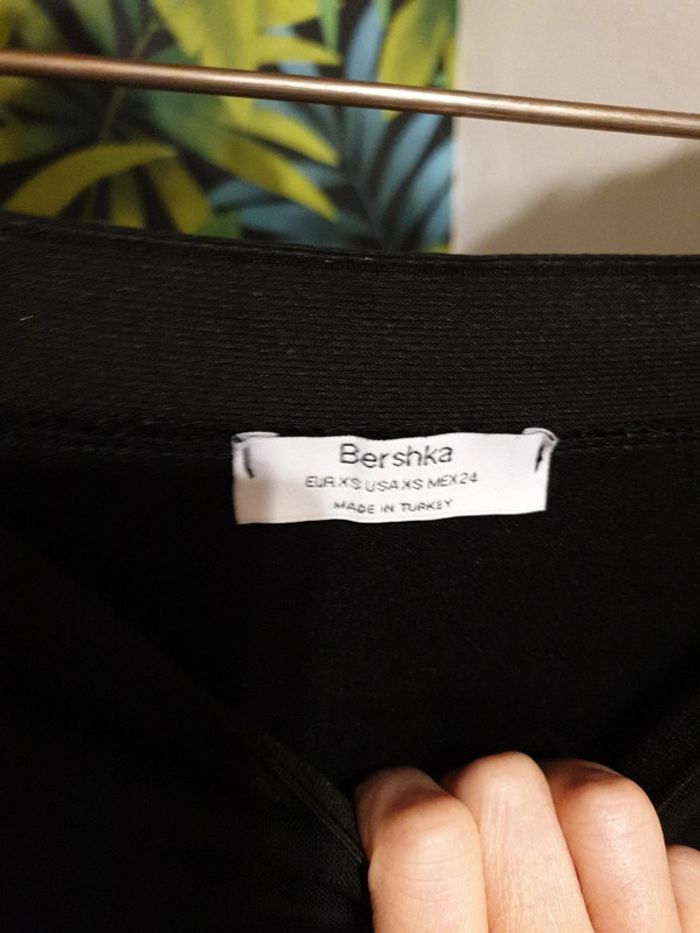 Bershka
EUR XS USA XS MEX 24
MADE IN TURKEY